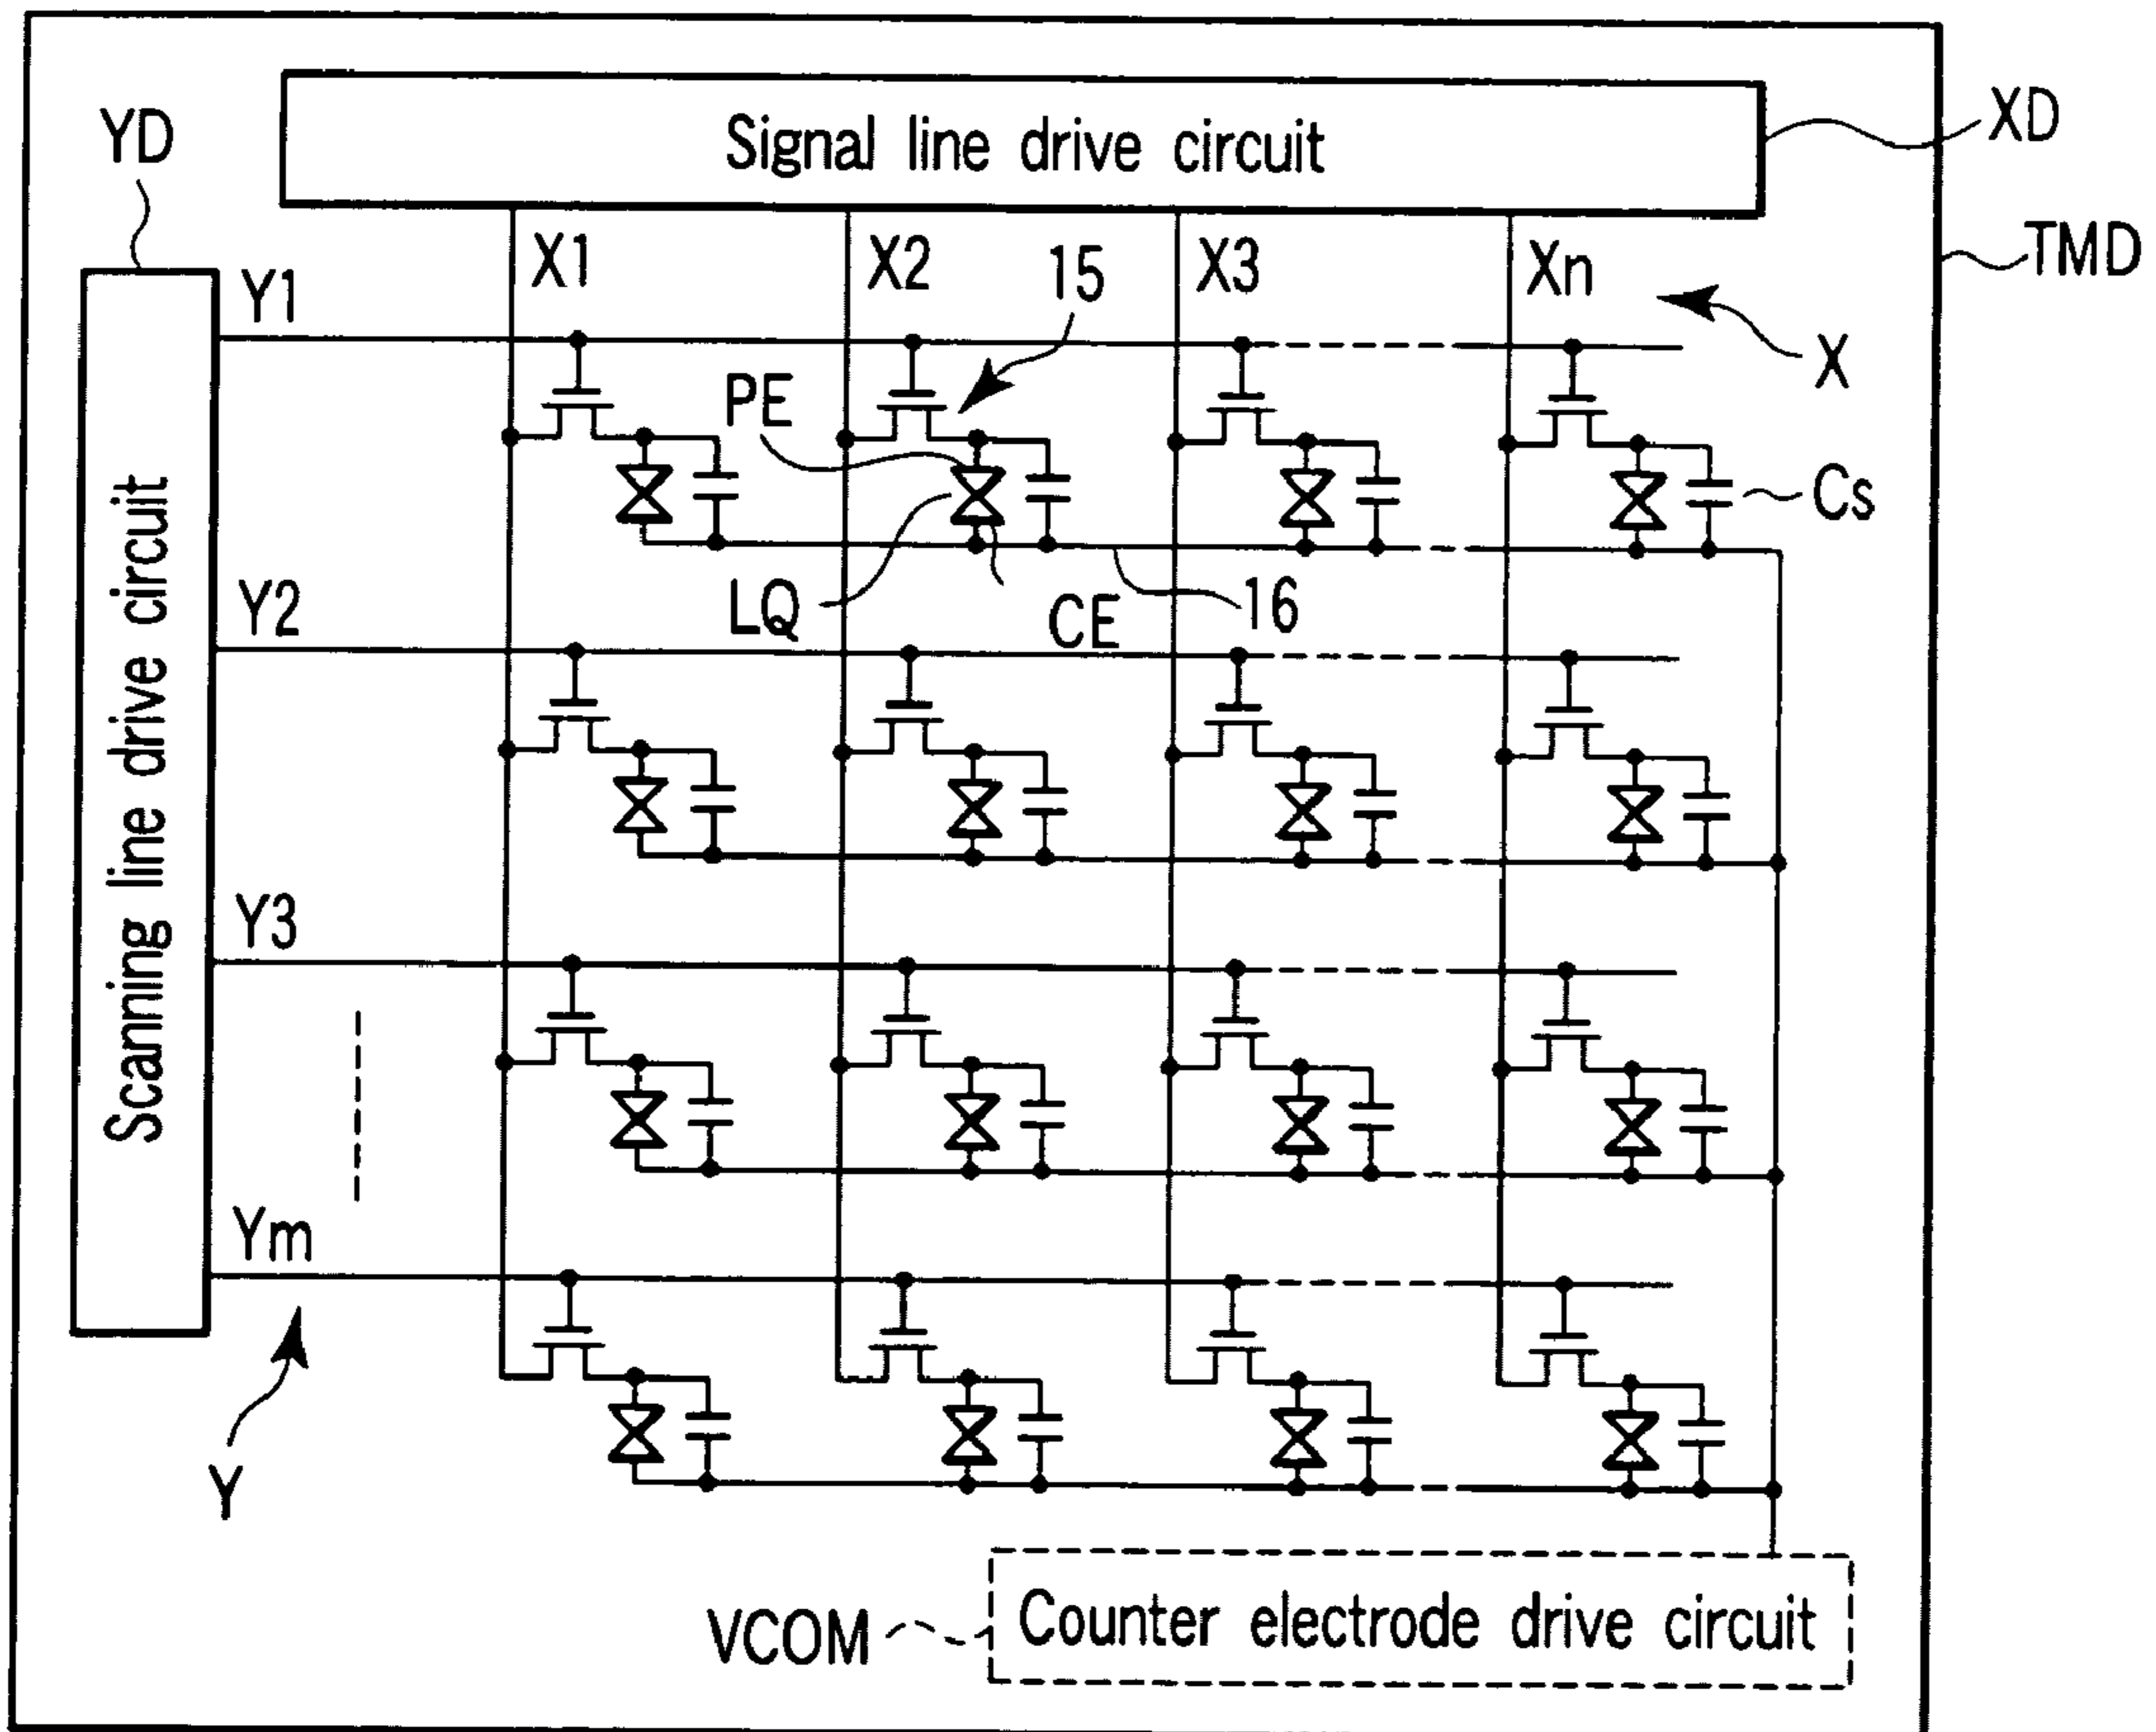 YD
Signal line drive circuit
XD
TMD
X1
X2
15
X3
Xn
X
Y1
PE
Cs
LQ
CE
16
Scanning line drive circuit
Y2
Y3
Ym
Y
VCOM
Counter electrode drive circuit